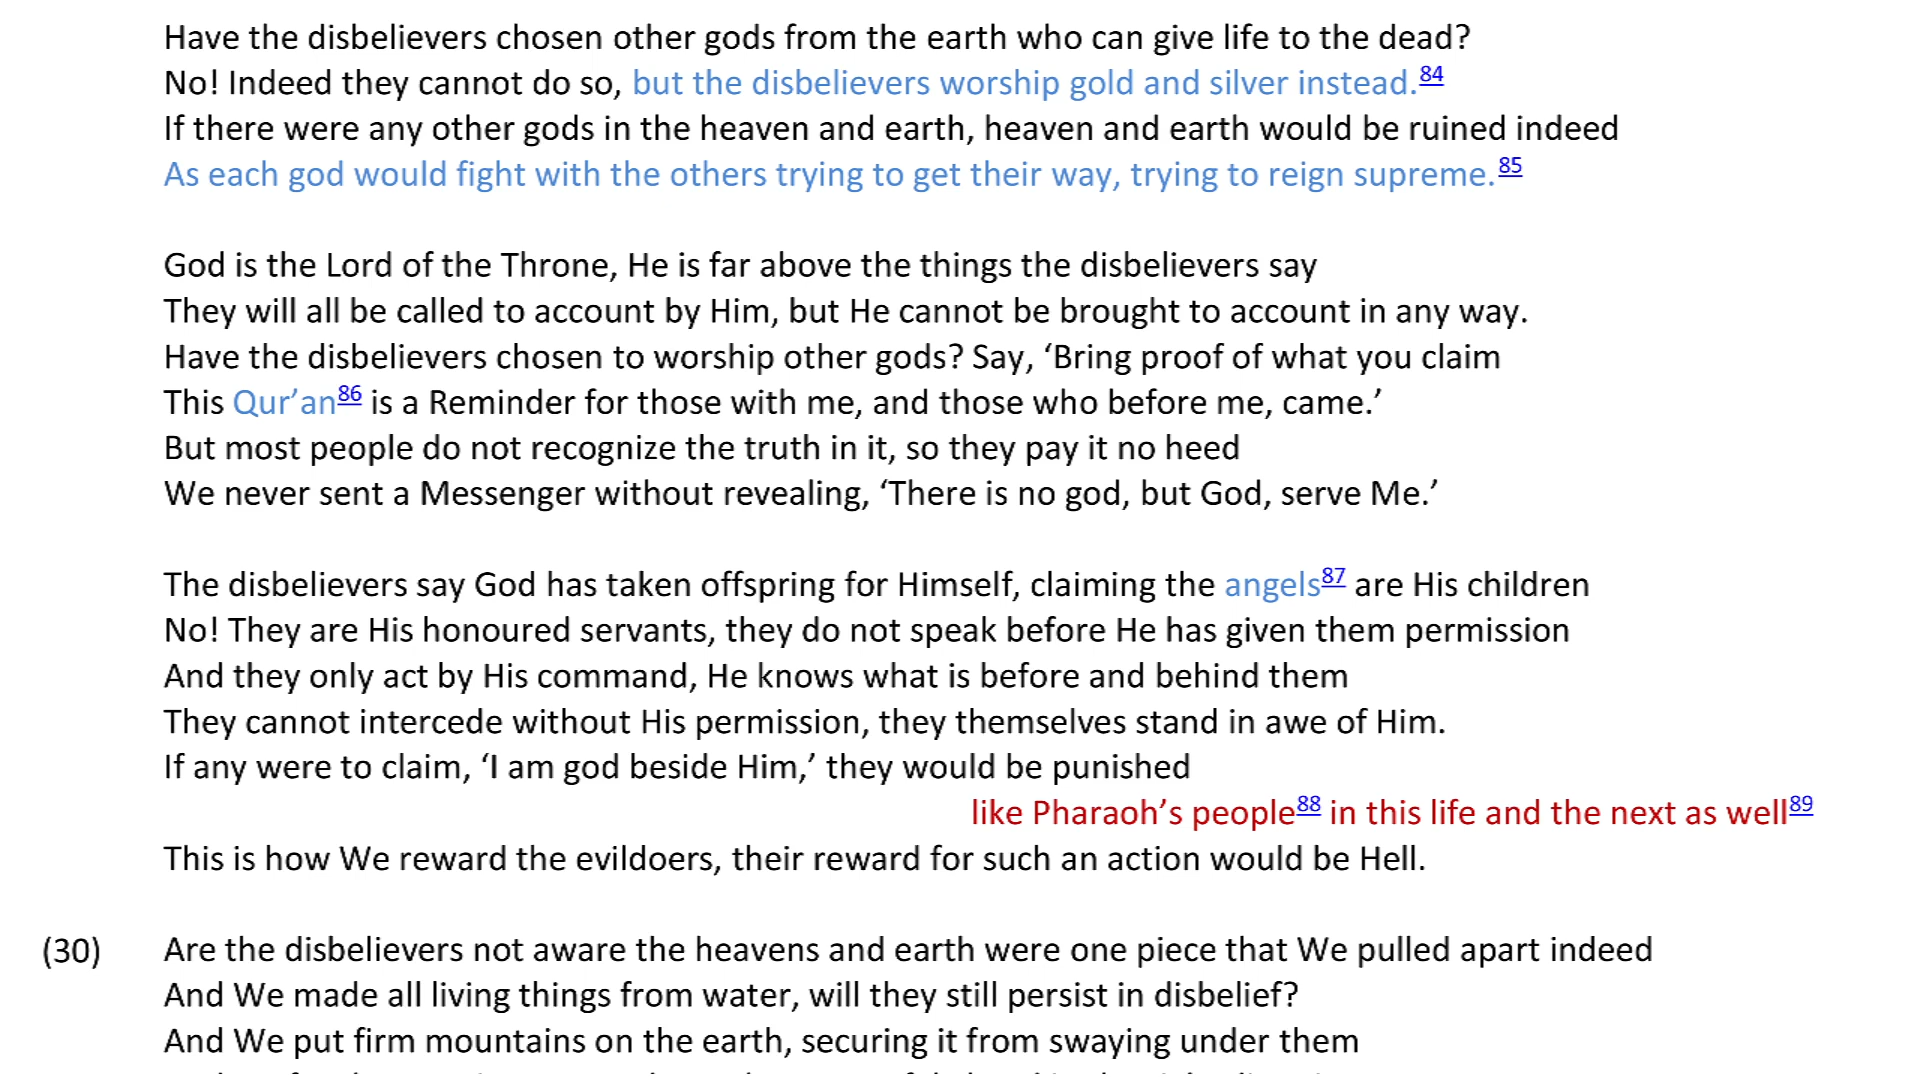 Have the disbelievers chosen other gods from the earth who can give life to the dead?
No! Indeed they cannot do so, but the disbelievers worship gold and silver instead.84
If there were any other gods in the heaven and earth, heaven and earth would be ruined indeed
As each god would fight with the others trying to get their way, trying to reign supreme.85
God is the Lord of the Throne, He is far above the things the disbelievers say
They will all be called to account by Him, but He cannot be brought to account in any way.
Have the disbelievers chosen to worship other gods? Say, ‘Bring proof of what you claim
This Qur’an86 is a Reminder for those with me, and those who before me, came.’
But most people do not recognize the truth in it, so they pay it no heed
We never sent a Messenger without revealing, ‘There is no god, but God, serve Me.’
The disbelievers say God has taken offspring for Himself, claiming the angels87 are His children
No! They are His honoured servants, they do not speak before He has given them permission
And they only act by His command, He knows what is before and behind them
They cannot intercede without His permission, they themselves stand in awe of Him.
If any were to claim, ‘I am god beside Him,’ they would be punished
like Pharaoh’s people88 in this life and the next as well89
This is how We reward the evildoers, their reward for such an action would be Hell.
(30) Are the disbelievers not aware the heavens and earth were one piece that We pulled apart indeed
And We made all living things from water, will they still persist in disbelief?
And We put firm mountains on the earth, securing it from swaying under them